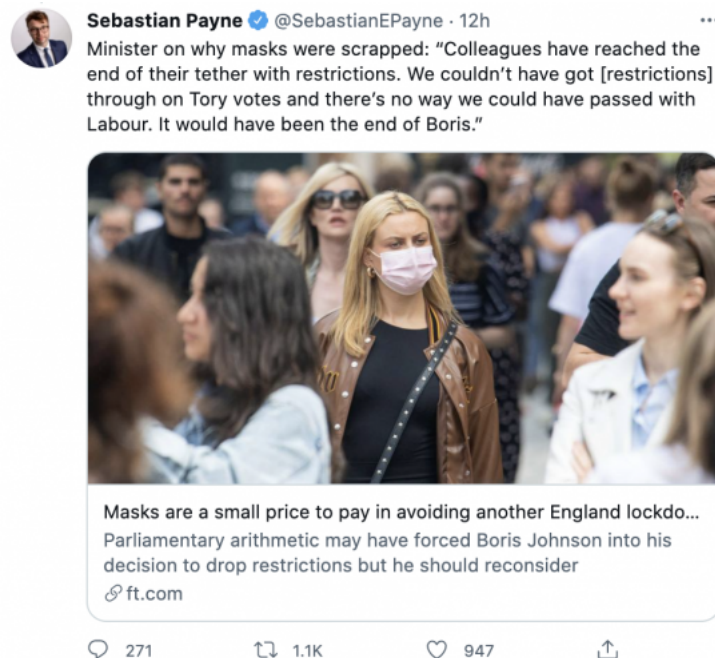 Sebastian Payne @SebastianEPayne · 12h
Minister on why masks were scrapped: “Colleagues have reached the
end of their tether with restrictions. We couldn’t have got [restrictions]
through on Tory votes and there’s no way we could have passed with
Labour. It would have been the end of Boris.”
Masks are a small price to pay in avoiding another England lockdo...
Parliamentary arithmetic may have forced Boris Johnson into his
decision to drop restrictions but he should reconsider
ft.com
271 1.1K 947